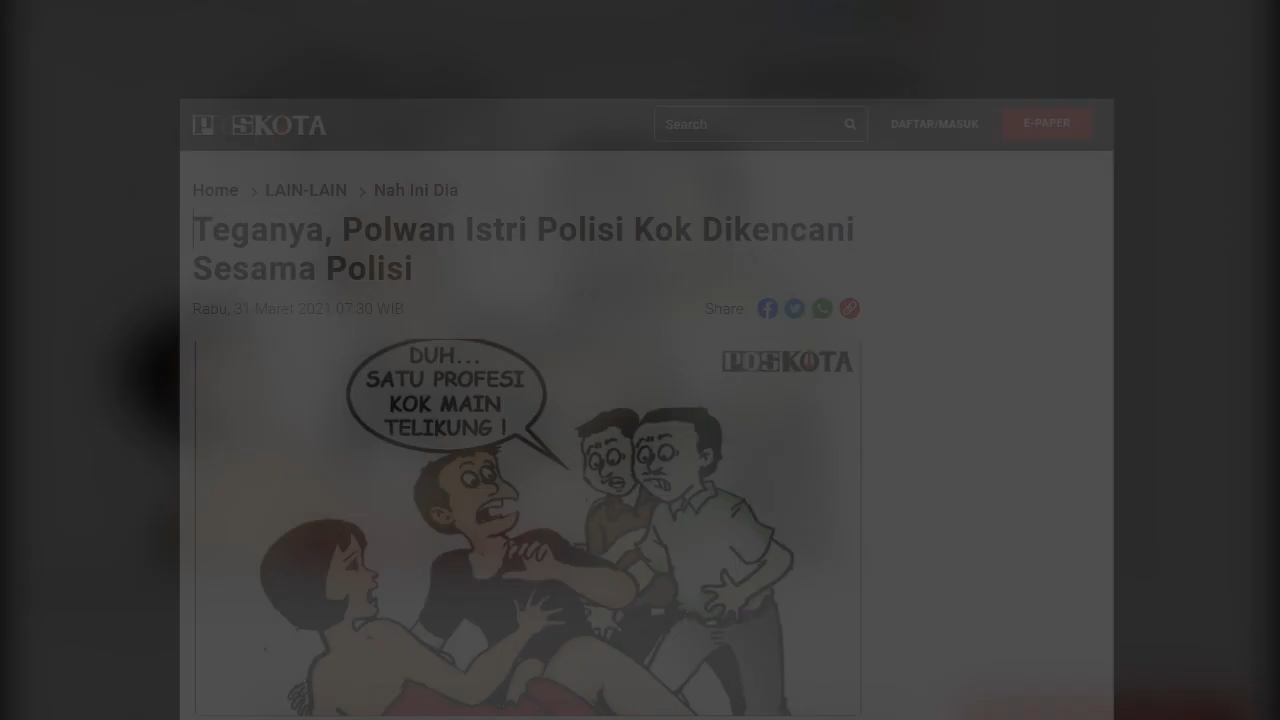 POSKOTA
Search
DAFTAR/MASUK
E-PAPER
Home > LAIN-LAIN > Nah Ini Dia
Teganya, Polwan Istri Polisi Kok Dikencani
Sesama Polisi
Rabu, 31 Maret 2021 07:30 WIB
Share
POSKOTA
DUH...
SATU PROFESI
KOK MAIN
TELIKUNG !